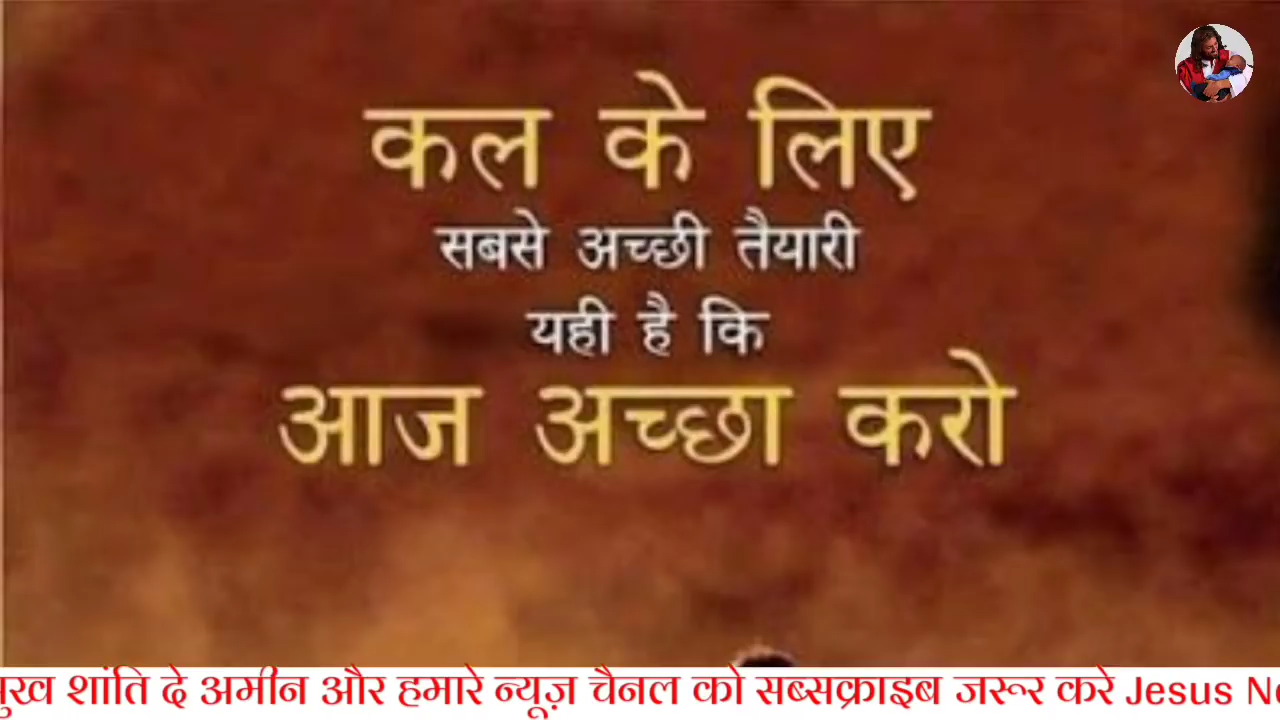 कल के लिए
सबसे अच्छी तैयारी
यही है कि
आज अच्छा करो
शांति दे अमीन और हमारे न्यूज़ चैनल को सब्सक्राइब जरूर करे Jesus